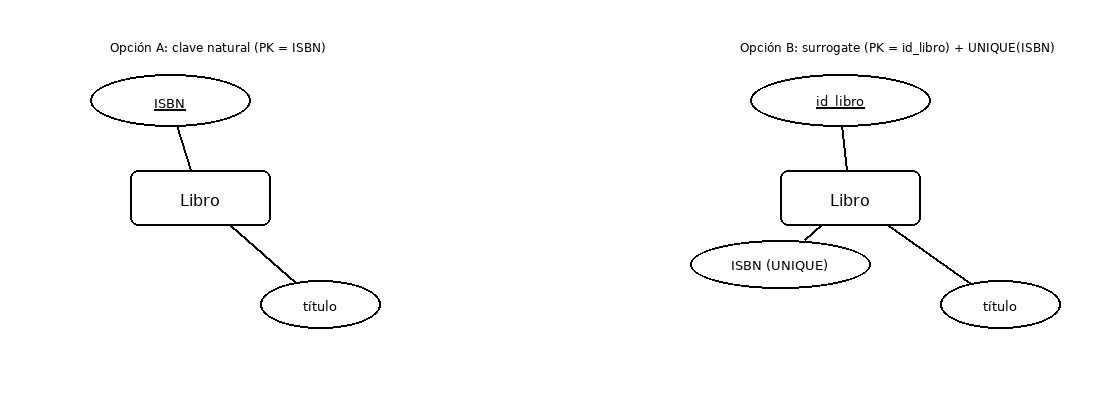 Opción A: clave natural (PK = ISBN)
ISBN
Libro
título
Opción B: surrogate (PK = id_libro) + UNIQUE(ISBN)
id_libro
Libro
ISBN (UNIQUE)
título